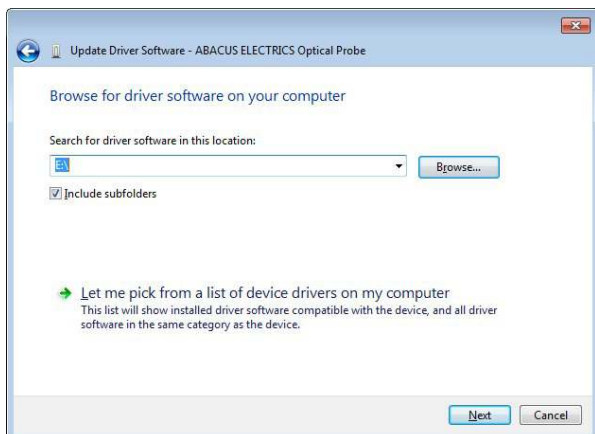 Update Driver Software - ABACUS ELECTRICS Optical Probe
Browse for driver software on your computer
Search for driver software in this location:
E:\
Browse...
Include subfolders
Let me pick from a list of device drivers on my computer
This list will show installed driver software compatible with the device, and all driver
software in the same category as the device.
Next
Cancel